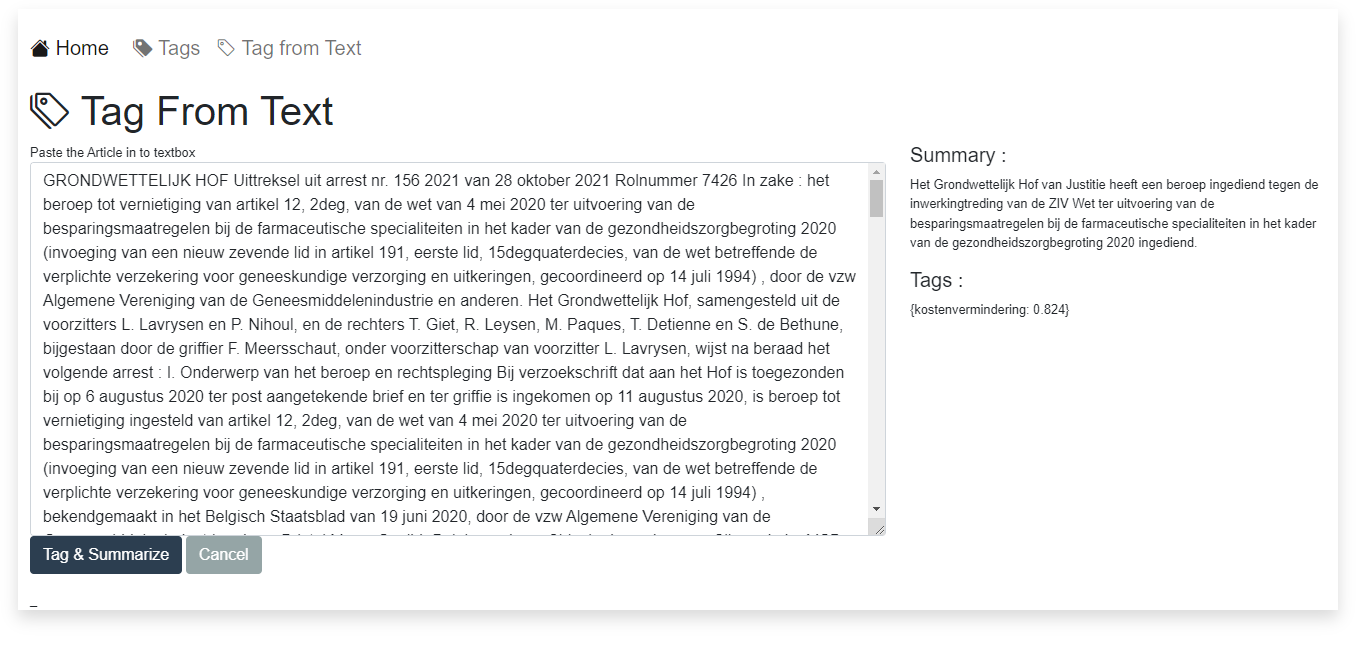 Home Tags Tag from Text
Tag From Text
Paste the Article in to textbox
GRONDWETTELIJK HOF Uittreksel uit arrest nr. 156 2021 van 28 oktober 2021 Rolnummer 7426 In zake : het
beroep tot vernietiging van artikel 12, 2deg, van de wet van 4 mei 2020 ter uitvoering van de
besparingsmaatregelen bij de farmaceutische specialiteiten in het kader van de gezondheidszorgbegroting 2020
(invoeging van een nieuw zevende lid in artikel 191, eerste lid, 15degquaterdecies, van de wet betreffende de
verplichte verzekering voor geneeskundige verzorging en uitkeringen, gecoordineerd op 14 juli 1994) , door de vzw
Algemene Vereniging van de Geneesmiddelenindustrie en anderen. Het Grondwettelijk Hof, samengesteld uit de
voorzitters L. Lavrysen en P. Nihoul, en de rechters T. Giet, R. Leysen, M. Paques, T. Detienne en S. de Bethune,
bijgestaan door de griffier F. Meersschaut, onder voorzitterschap van voorzitter L. Lavrysen, wijst na beraad het
volgende arrest : I. Onderwerp van het beroep en rechtspleging Bij verzoekschrift dat aan het Hof is toegezonden
bij op 6 augustus 2020 ter post aangetekende brief en ter griffie is ingekomen op 11 augustus 2020, is beroep tot
vernietiging ingesteld van artikel 12, 2deg, van de wet van 4 mei 2020 ter uitvoering van de
besparingsmaatregelen bij de farmaceutische specialiteiten in het kader van de gezondheidszorgbegroting 2020
(invoeging van een nieuw zevende lid in artikel 191, eerste lid, 15degquaterdecies, van de wet betreffende de
verplichte verzekering voor geneeskundige verzorging en uitkeringen, gecoordineerd op 14 juli 1994) ,
bekendgemaakt in het Belgisch Staatsblad van 19 juni 2020, door de vzw Algemene Vereniging van de
Tag & Summarize Cancel
Summary :
Het Grondwettelijk Hof van Justitie heeft een beroep ingediend tegen de
inwerkingtreding van de ZIV Wet ter uitvoering van de
besparingsmaatregelen bij de farmaceutische specialiteiten in het kader
van de gezondheidszorgbegroting 2020 ingediend.
Tags :
{kostenvermindering: 0.824}